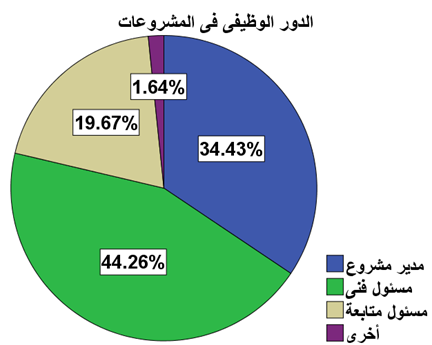 الدور الوظيفى فى المشروعات
1.64%
19.67%
34.43%
44.26%
مدير مشروع
مسئول فنى
مسئول متابعة
أخرى